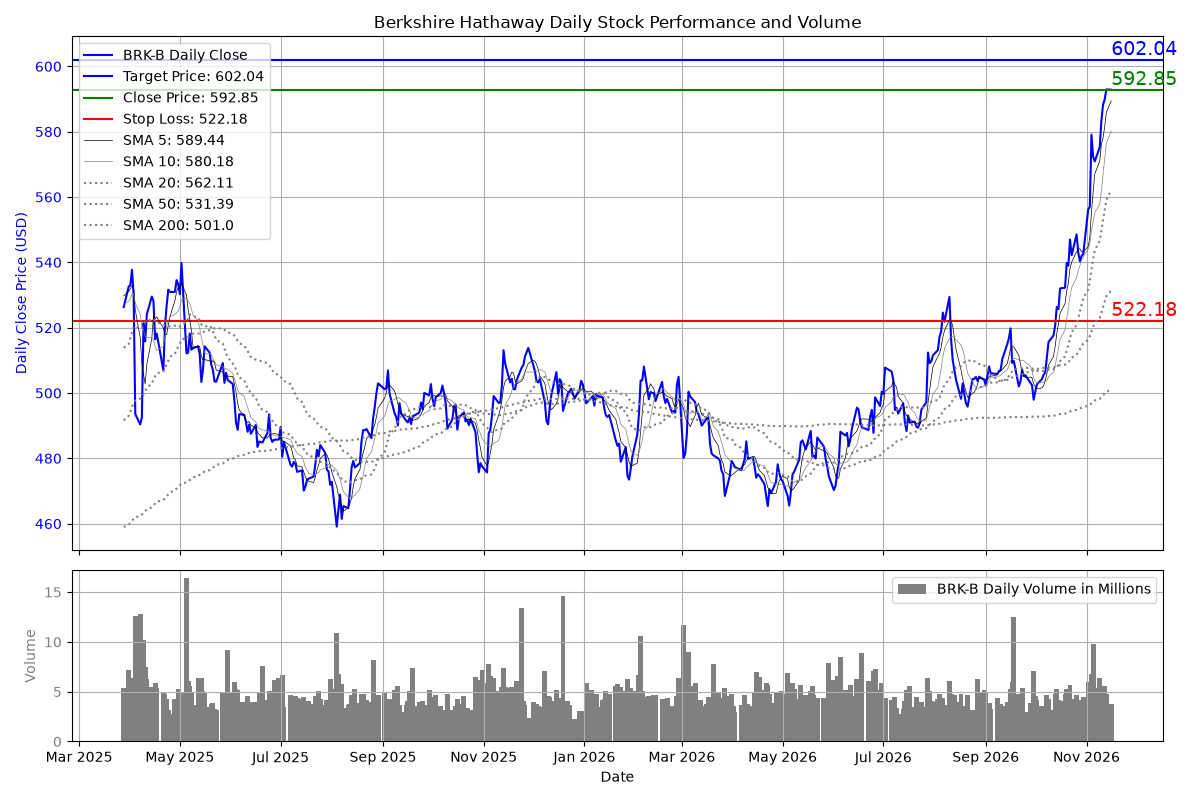 Berkshire Hathaway Daily Stock Performance and Volume
602.04
592.85
522.18
BRK-B Daily Close
Target Price: 602.04
Close Price: 592.85
Stop Loss: 522.18
SMA 5: 589.44
SMA 10: 580.18
SMA 20: 562.11
SMA 50: 531.39
SMA 200: 501.0
Daily Close Price (USD)
600
580
560
540
520
500
480
460
BRK-B Daily Volume in Millions
Volume
15
10
5
0
Mar 2025 May 2025 Jul 2025 Sep 2025 Nov 2025 Jan 2026 Mar 2026 May 2026 Jul 2026 Sep 2026 Nov 2026
Date